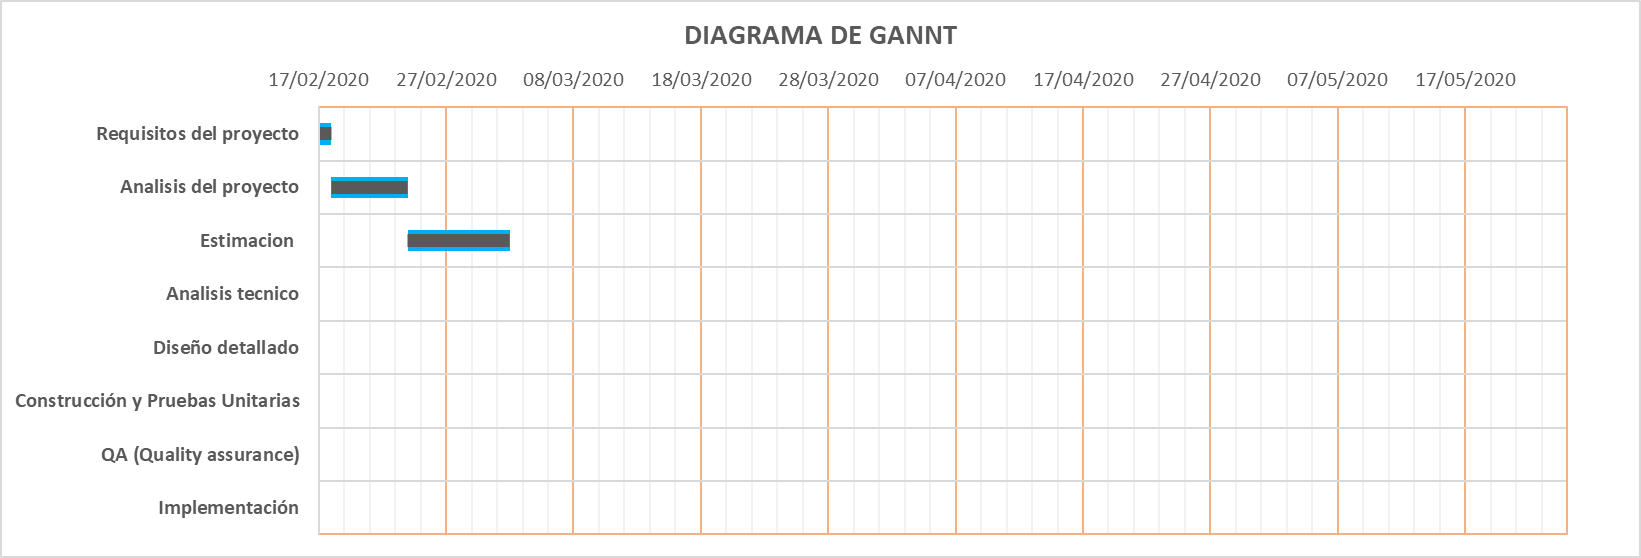 DIAGRAMA DE GANNT
17/02/2020 27/02/2020 08/03/2020 18/03/2020 28/03/2020 07/04/2020 17/04/2020 27/04/2020 07/05/2020 17/05/2020
Requisitos del proyecto
Analisis del proyecto
Estimacion
Analisis tecnico
Diseño detallado
Construcción y Pruebas Unitarias
QA (Quality assurance)
Implementación